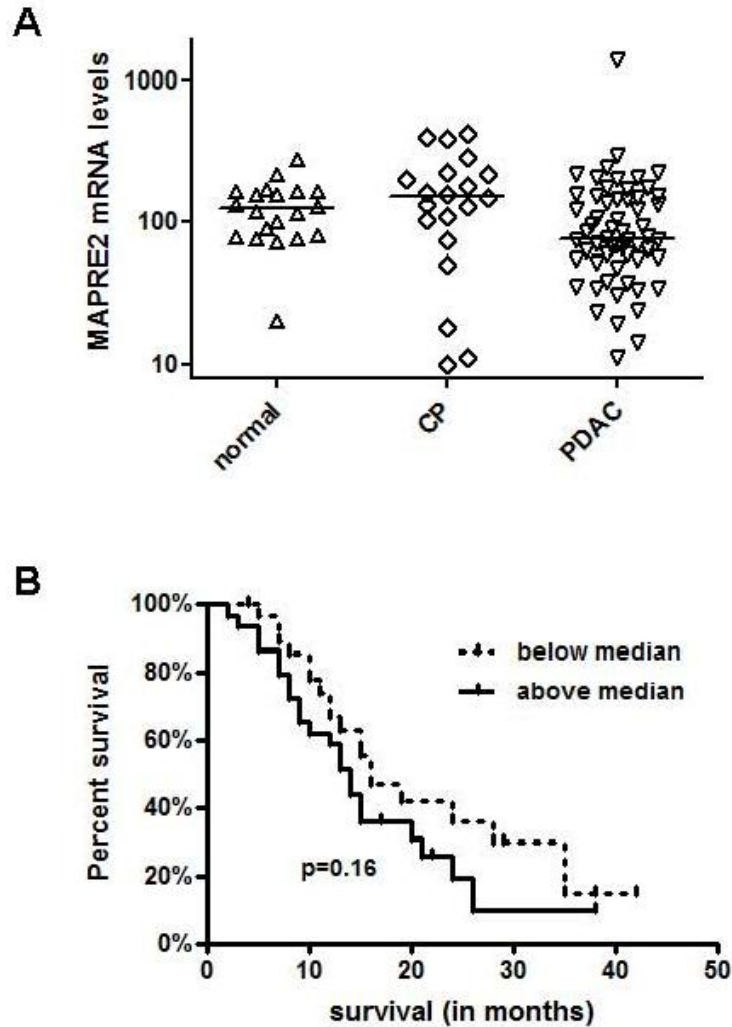 A
MAPRE2 mRNA levels
1000
100
10
normal
CP
PDAC
B
Percent survival
100%
80%
60%
40%
20%
0%
below median
above median
p=0.16
0 10 20 30 40 50
survival (in months)